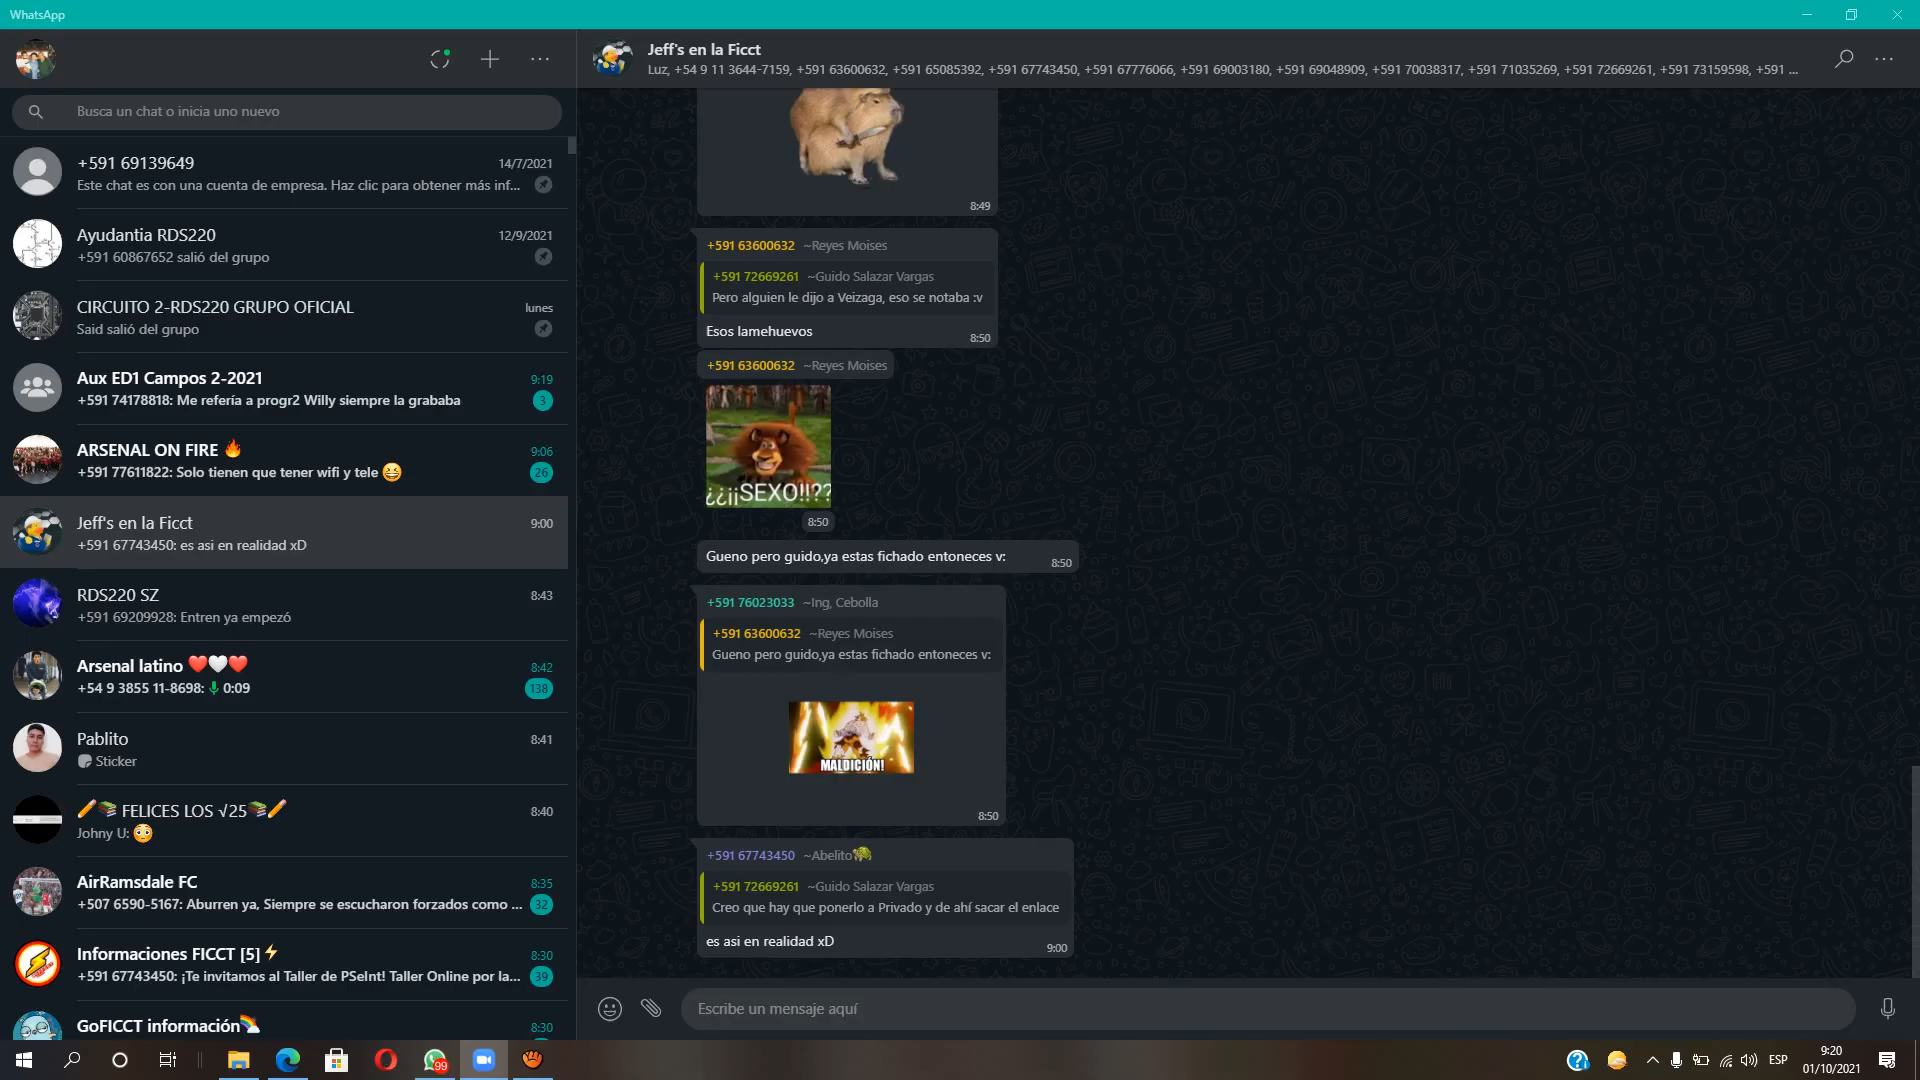 WhatsApp
Busca un chat o inicia uno nuevo
+591 69139649
14/7/2021
Este chat es con una cuenta de empresa. Haz clic para obtener más inf...
Ayudantia RDS220
12/9/2021
+591 60867652 salió del grupo
CIRCUITO 2-RDS220 GRUPO OFICIAL
lunes
Said salió del grupo
Aux ED1 Campos 2-2021
9:19
+591 74178818: Me refería a progr2 Willy siempre la grababa
3
ARSENAL ON FIRE 🔥
9:06
+591 77611822: Solo tienen que tener wifi y tele 😆
26
Jeff's en la Ficct
9:00
+591 67743450: es asi en realidad xD
RDS220 SZ
8:43
+591 69209928: Entren ya empezó
Arsenal latino ❤️🤍❤️
8:42
+54 9 3855 11-8698: 0:09
138
Pablito
8:41
Sticker
✏️📚 FELICES LOS √25📚✏️
8:40
Johny U: 😳
AirRamsdale FC
8:35
+507 6590-5167: Aburren ya, Siempre se escucharon forzados como ...
32
Informaciones FICCT [5]⚡
8:30
+591 67743450: ¡Te invitamos al Taller de PSeInt! Taller Online por la...
39
GoFICCT información
8:30
Jeff's en la Ficct
Luz, +54 9 11 3644-7159, +591 63600632, +591 65085392, +591 67743450, +591 67776066, +591 69003180, +591 69048909, +591 70038317, +591 71035269, +591 72669261, +591 73159598, +591 ...
8:49
+591 63600632 ~Reyes Moises
+591 72669261 ~Guido Salazar Vargas
Pero alguien le dijo a Veizaga, eso se notaba :v
Esos lamehuevos
8:50
+591 63600632 ~Reyes Moises
¿¿¡¡SEXO!!??
8:50
Gueno pero guido,ya estas fichado entoneces v:
8:50
+591 76023033 ~Ing, Cebolla
+591 63600632 ~Reyes Moises
Gueno pero guido,ya estas fichado entoneces v:
MALDICIÓN!
8:50
+591 67743450 ~Abelito🐢
+591 72669261 ~Guido Salazar Vargas
Creo que hay que ponerlo a Privado y de ahí sacar el enlace
es asi en realidad xD
9:00
Escribe un mensaje aquí
99
ESP
9:20
01/10/2021